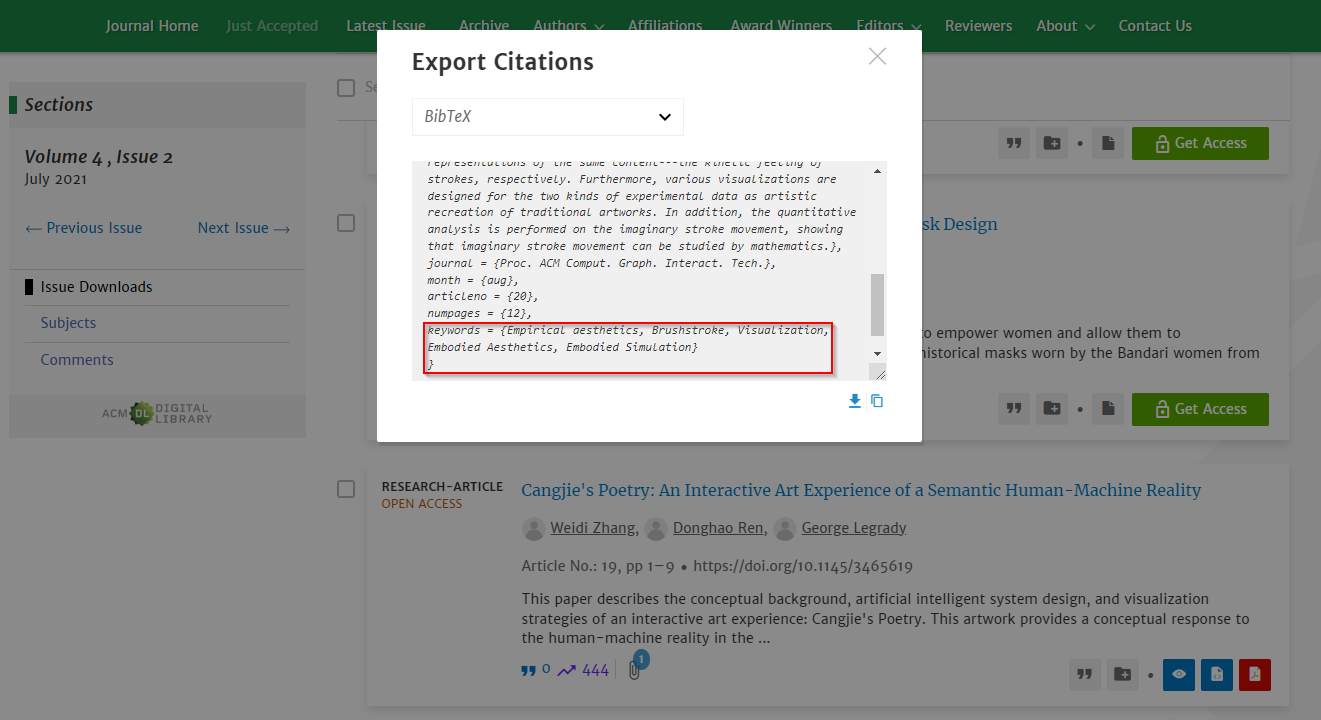 Journal Home Just Accepted Latest Issue Archive Authors Affiliations Award Winners Editors Reviewers About Contact Us
Export Citations
BibTeX
Sections
Volume 4 , Issue 2
July 2021
← Previous Issue Next Issue →
Issue Downloads
Subjects
Comments
ACM DL DIGITAL
LIBRARY
Se
representations of the same content---the kinetic feeling of
strokes, respectively. Furthermore, various visualizations are
designed for the two kinds of experimental data as artistic
recreation of traditional artworks. In addition, the quantitative
analysis is performed on the imaginary stroke movement, showing
that imaginary stroke movement can be studied by mathematics.},
journal = {Proc. ACM Comput. Graph. Interact. Tech.},
month = {aug},
articleno = {20},
numpages = {12},
keywords = {Empirical aesthetics, Brushstroke, Visualization,
Embodied Aesthetics, Embodied Simulation}
}
Get Access
sk Design
to empower women and allow them to
historical masks worn by the Bandari women from
Get Access
RESEARCH-ARTICLE
OPEN ACCESS
Cangjie's Poetry: An Interactive Art Experience of a Semantic Human-Machine Reality
Weidi Zhang, Donghao Ren, George Legrady
Article No.: 19, pp 1–9 • https://doi.org/10.1145/3465619
This paper describes the conceptual background, artificial intelligent system design, and visualization
strategies of an interactive art experience: Cangjie's Poetry. This artwork provides a conceptual response to
the human-machine reality in the ...
0 444 1